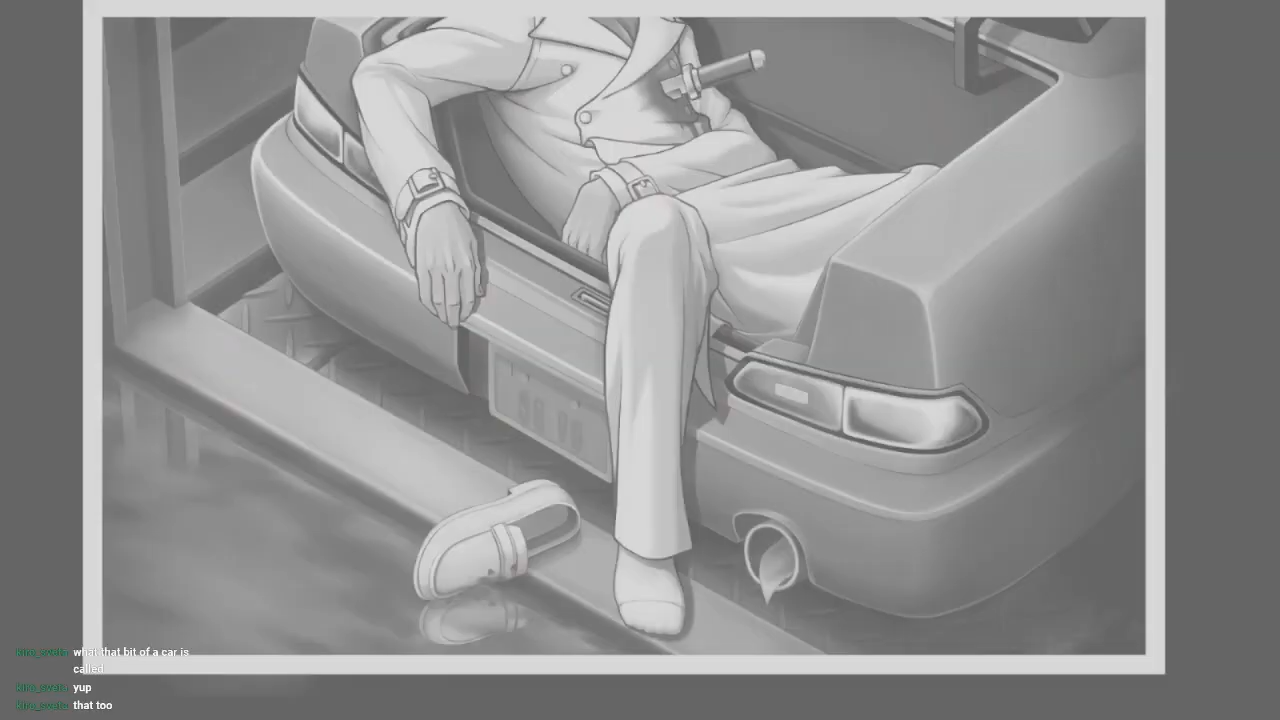 what that bit of a car is
called
yup
that too